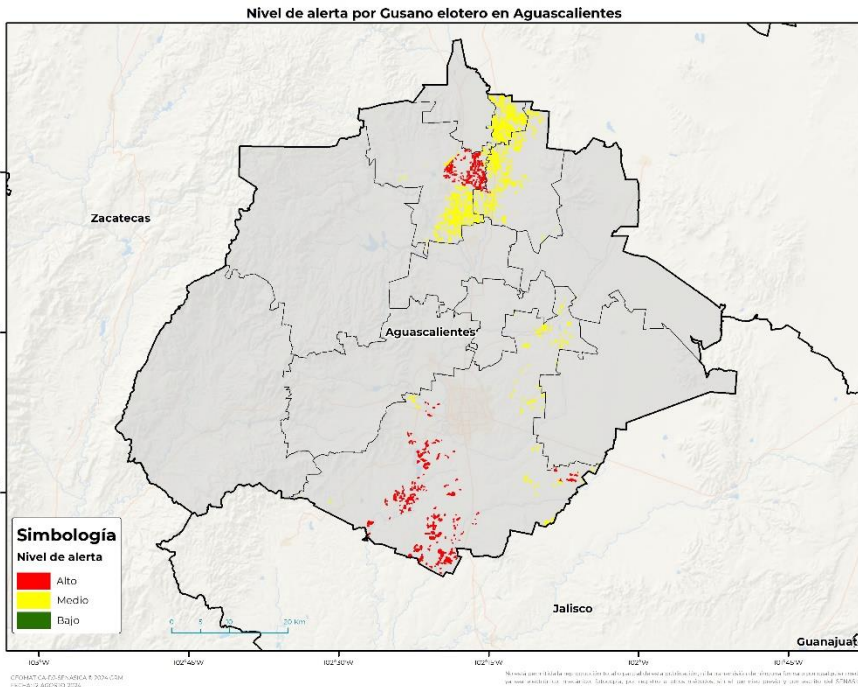 Nivel de alerta por Gusano elotero en Aguascalientes
Zacatecas
Aguascalientes
Simbología
Nivel de alerta
Alto
Medio
Bajo
0 5 10 20 km
Jalisco
Guanajuat
103°W 102°45'W 102°30'W 102°15'W 102°W 101°45'W